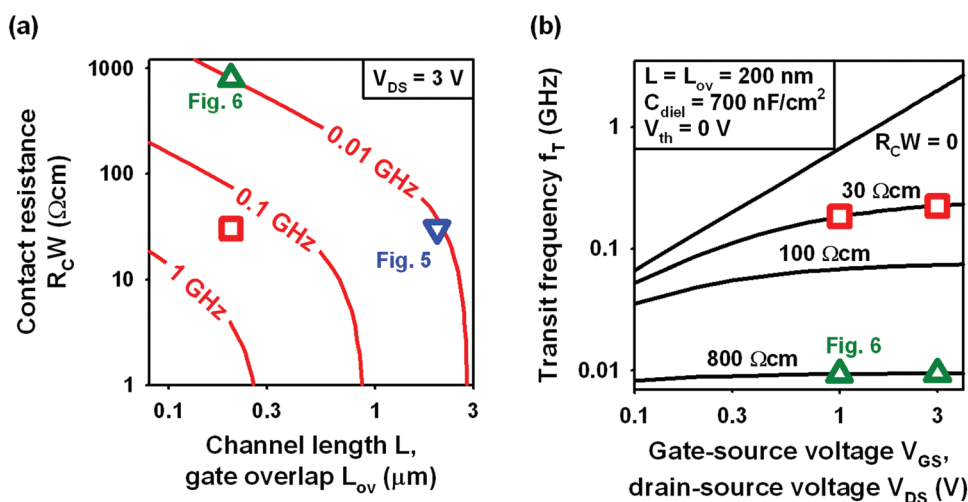 (a)
1000
100
10
1
Contact resistance
R_CW (Ωcm)
V_DS = 3 V
Fig. 6
0.01 GHz
0.1 GHz
1 GHz
Fig. 5
0.1
0.3
1
3
Channel length L,
gate overlap L_ov (μm)
(b)
Transit frequency f_T (GHz)
1
0.1
0.01
L = L_ov = 200 nm
C_diel = 700 nF/cm²
V_th = 0 V
R_CW = 0
30 Ωcm
100 Ωcm
Fig. 6
800 Ωcm
0.1
0.3
1
3
Gate-source voltage V_GS,
drain-source voltage V_DS (V)